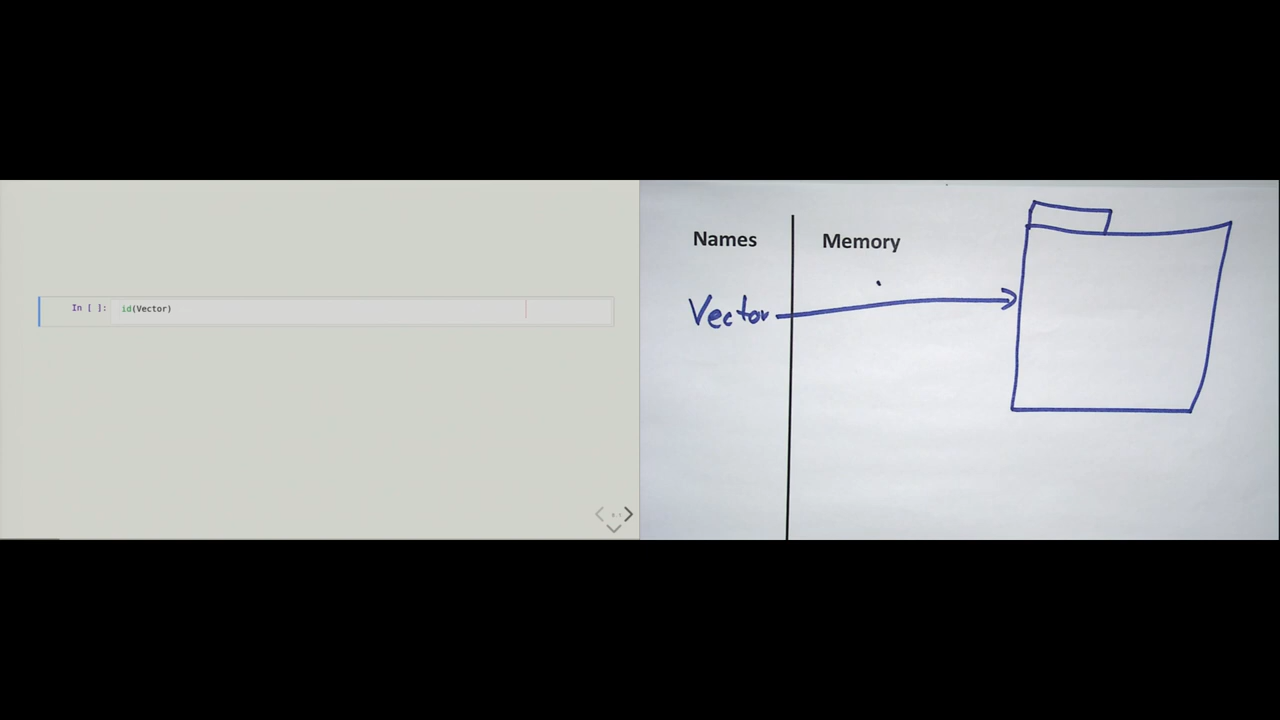 In [ ]: id(Vector)
Names
Memory
Vector